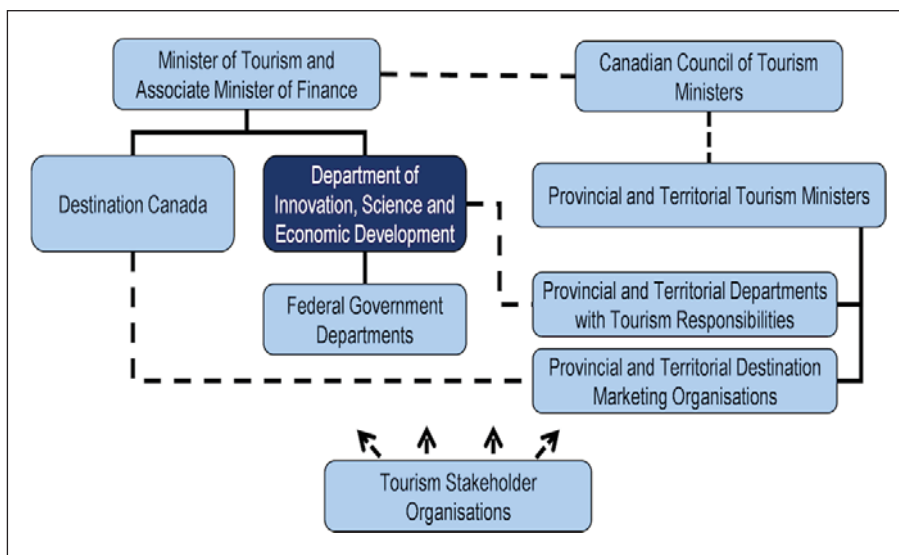 Minister of Tourism and
Associate Minister of Finance
Canadian Council of Tourism
Ministers
Destination Canada
Department of
Innovation, Science and
Economic Development
Provincial and Territorial Tourism Ministers
Federal Government
Departments
Provincial and Territorial Departments
with Tourism Responsibilities
Provincial and Territorial Destination
Marketing Organisations
Tourism Stakeholder
Organisations